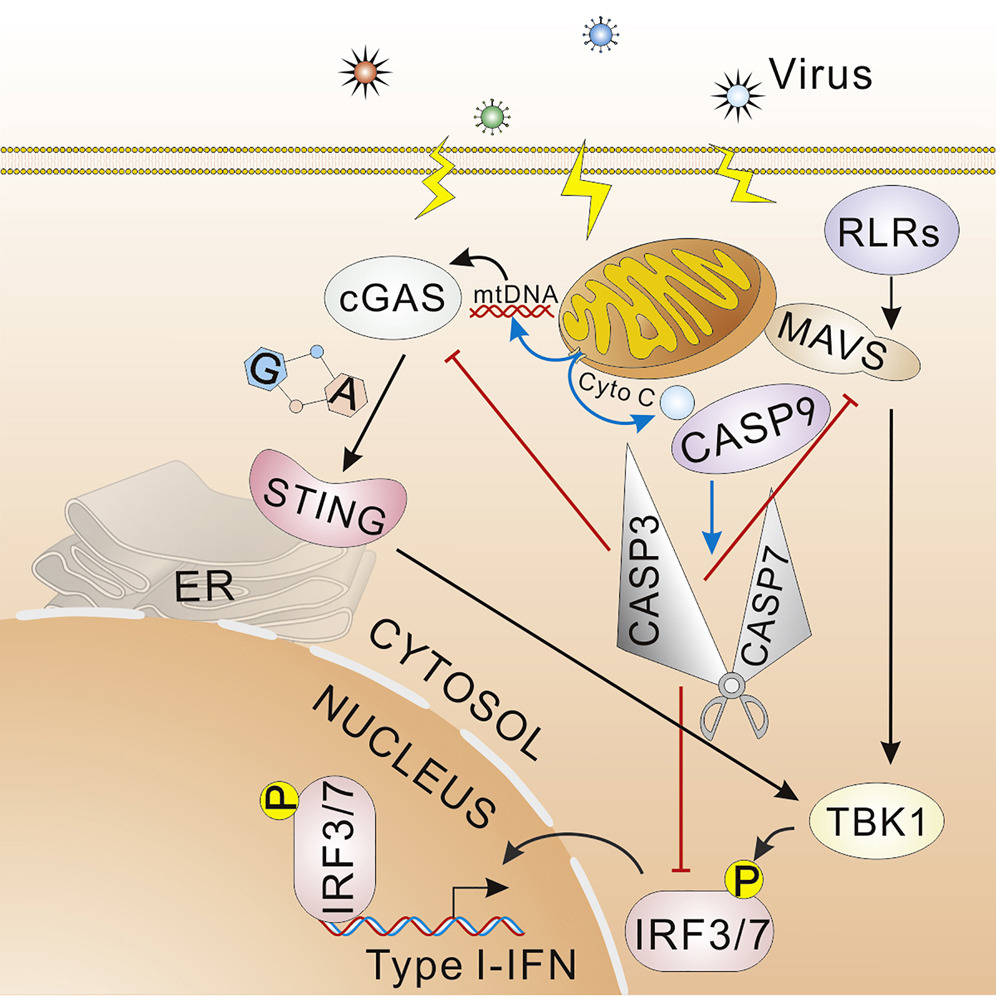 Virus
RLRs
cGAS
mtDNA
MAVS
G
A
Cyto C
CASP9
STING
CASP3
CASP7
ER
CYTOSOL
NUCLEUS
P
IRF3/7
TBK1
P
IRF3/7
Type I-IFN